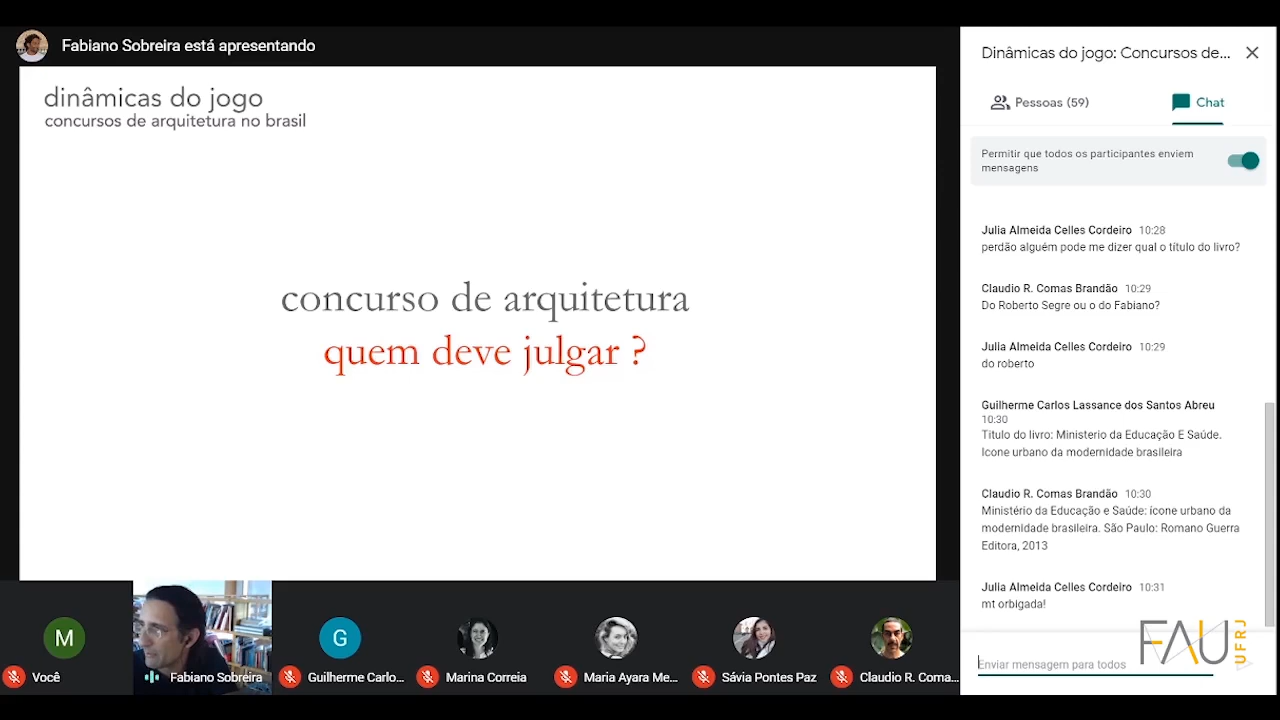 Fabiano Sobreira está apresentando
dinâmicas do jogo
concursos de arquitetura no brasil
concurso de arquitetura
quem deve julgar ?
M
Você
Fabiano Sobreira
G
Guilherme Carlo...
Marina Correia
Maria Ayara Me...
Sávia Pontes Paz
Claudio R. Coma...
Dinâmicas do jogo: Concursos de...
Pessoas (59)
Chat
Permitir que todos os participantes enviem
mensagens
Julia Almeida Celles Cordeiro 10:28
perdão alguém pode me dizer qual o título do livro?
Claudio R. Comas Brandão 10:29
Do Roberto Segre ou o do Fabiano?
Julia Almeida Celles Cordeiro 10:29
do roberto
Guilherme Carlos Lassance dos Santos Abreu
10:30
Titulo do livro: Ministerio da Educação E Saúde.
Icone urbano da modernidade brasileira
Claudio R. Comas Brandão 10:30
Ministério da Educação e Saúde: ícone urbano da
modernidade brasileira. São Paulo: Romano Guerra
Editora, 2013
Julia Almeida Celles Cordeiro 10:31
mt orbigada!
Enviar mensagem para todos
FAU
UFRJ